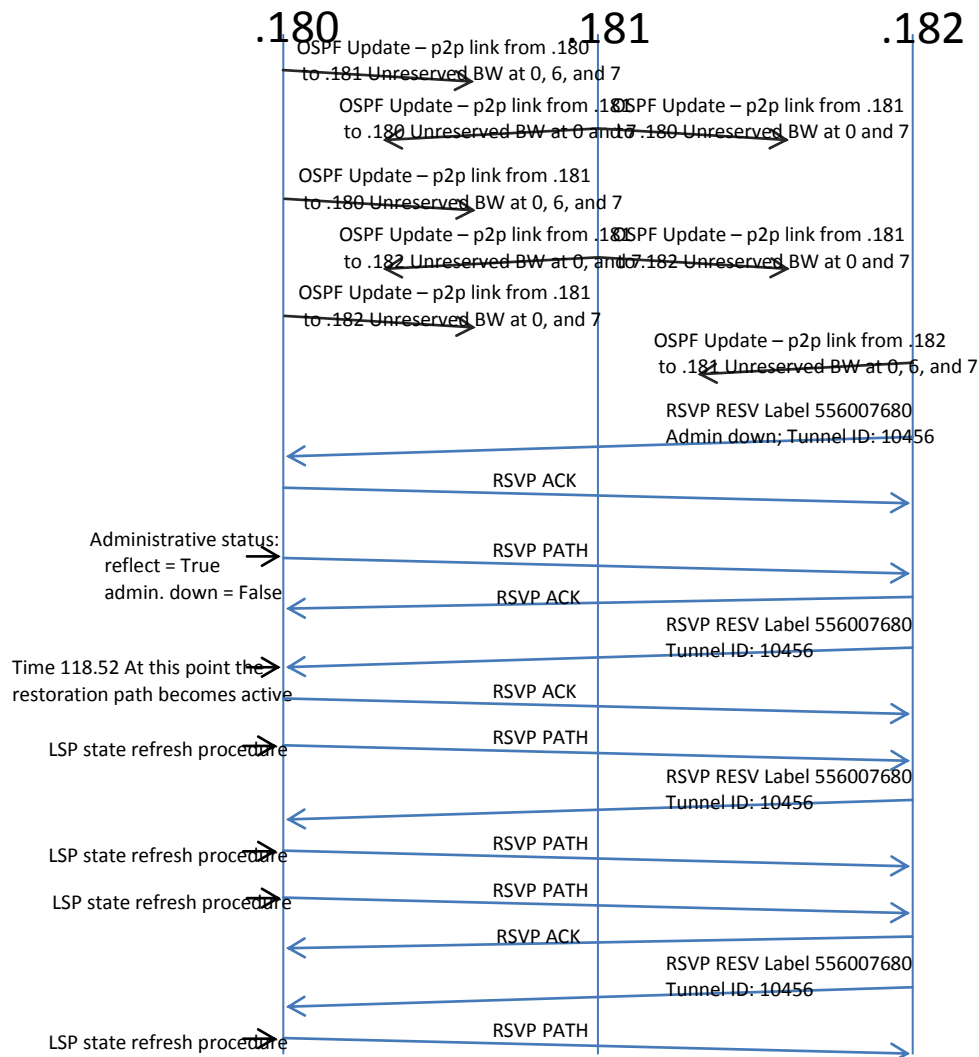 .180 .181 .182
OSPF Update – p2p link from .180
to .181 Unreserved BW at 0, 6, and 7
OSPF Update – p2p link from .181
to .180 Unreserved BW at 0 and 7
OSPF Update – p2p link from .181
to .180 Unreserved BW at 0 and 7
OSPF Update – p2p link from .181
to .180 Unreserved BW at 0, 6, and 7
OSPF Update – p2p link from .181
to .182 Unreserved BW at 0, and 7
OSPF Update – p2p link from .181
to .182 Unreserved BW at 0 and 7
OSPF Update – p2p link from .181
to .182 Unreserved BW at 0, and 7
OSPF Update – p2p link from .182
to .181 Unreserved BW at 0, 6, and 7
RSVP RESV Label 556007680
Admin down; Tunnel ID: 10456
RSVP ACK
Administrative status:
reflect = True
admin. down = False
RSVP PATH
RSVP ACK
RSVP RESV Label 556007680
Tunnel ID: 10456
Time 118.52 At this point the
restoration path becomes active
RSVP ACK
LSP state refresh procedure
RSVP PATH
RSVP RESV Label 556007680
Tunnel ID: 10456
LSP state refresh procedure
RSVP PATH
LSP state refresh procedure
RSVP PATH
RSVP ACK
RSVP RESV Label 556007680
Tunnel ID: 10456
LSP state refresh procedure
RSVP PATH